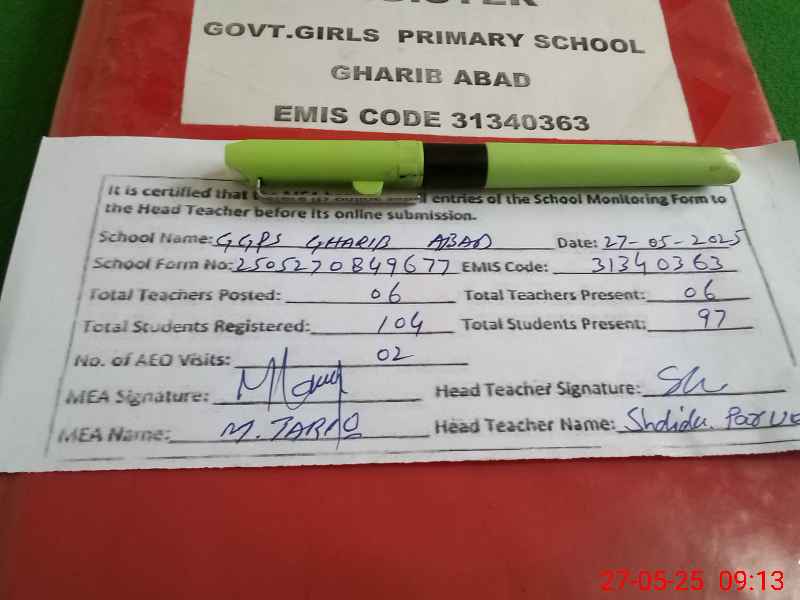 GOVT.GIRLS PRIMARY SCHOOL
GHARIB ABAD
EMIS CODE 31340363
It is certified that entries of the School Monitoring Form to
the Head Teacher before its online submission.
School Name: GGPS GHARIB ABAD Date: 27-05-2025
School Form No: 2505270849677 EMIS Code: 31340363
Total Teachers Posted: 06 Total Teachers Present: 06
Total Students Registered: 104 Total Students Present: 97
No. of AEO Visits: 02
MEA Signature: Head Teacher Signature:
MEA Name: M. TARIQ Head Teacher Name:
27-05-25 09:13